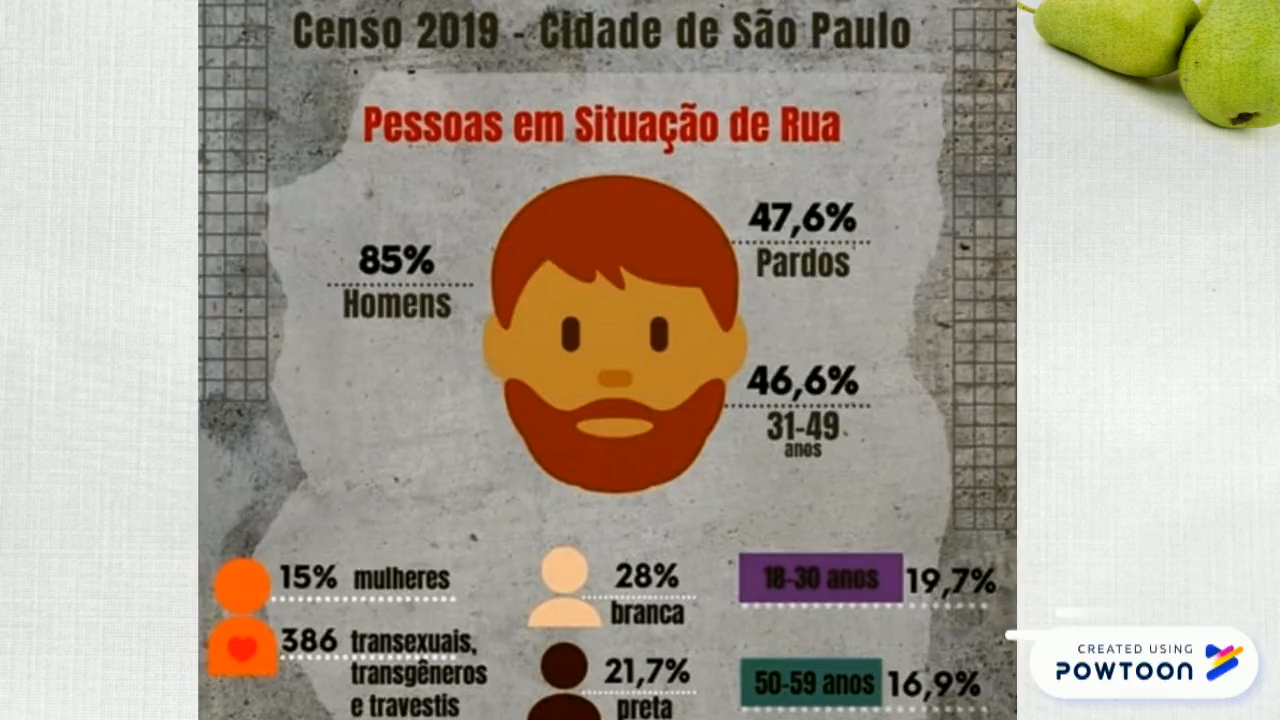 Censo 2019 - Cidade de São Paulo
Pessoas em Situação de Rua
85%
Homens
47,6%
Pardos
46,6%
31-49
anos
15% mulheres
386 transexuais,
transgêneros
e travestis
28%
branca
21,7%
preta
18-30 anos 19,7%
50-59 anos 16,9%
CREATED USING
POWTOON